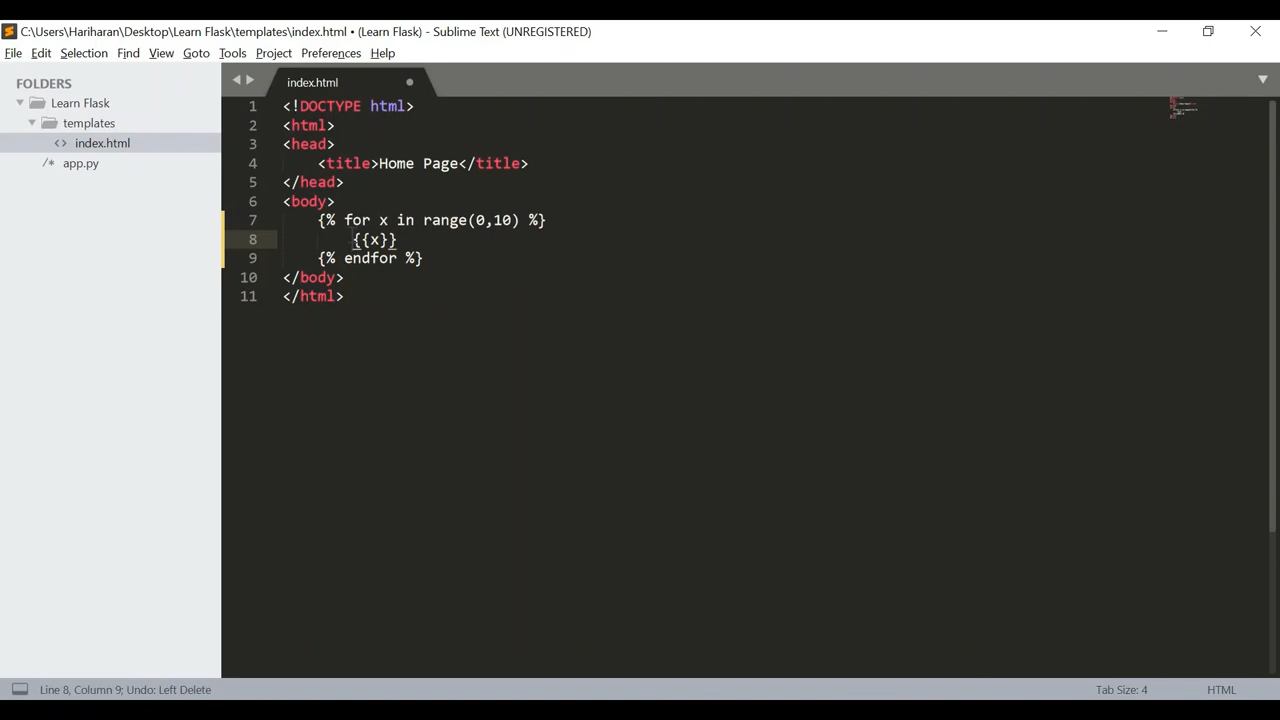 C:\Users\Hariharan\Desktop\Learn Flask\templates\index.html • (Learn Flask) - Sublime Text (UNREGISTERED)
File Edit Selection Find View Goto Tools Project Preferences Help
FOLDERS
Learn Flask
templates
<> index.html
/* app.py
index.html
1 <!DOCTYPE html>
2 <html>
3 <head>
4 <title>Home Page</title>
5 </head>
6 <body>
7 {% for x in range(0,10) %}
8 {{x}}
9 {% endfor %}
10 </body>
11 </html>
Line 8, Column 9; Undo: Left Delete
Tab Size: 4
HTML